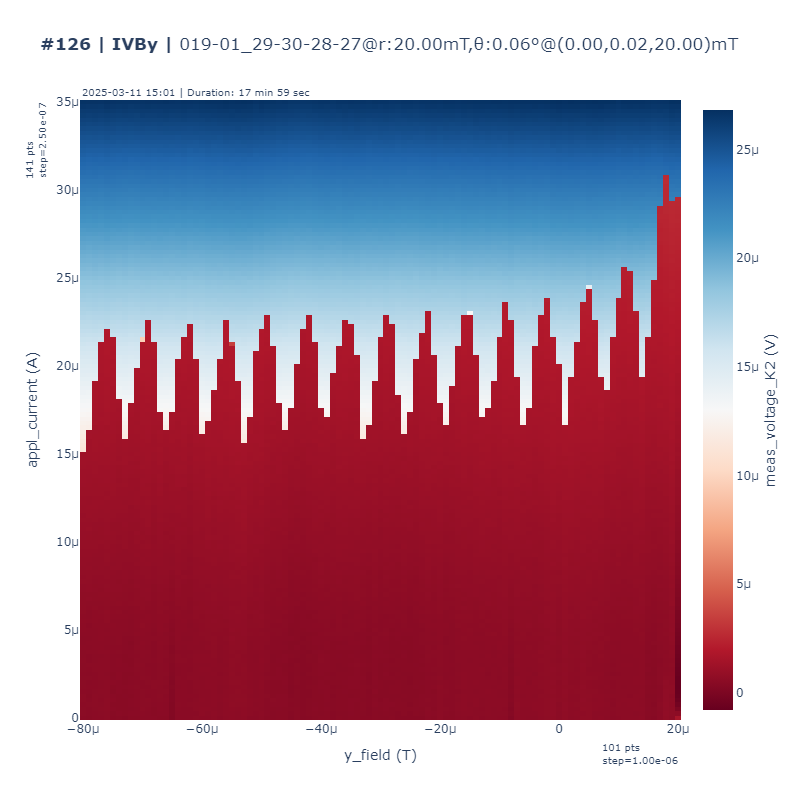 #126 | IVBy | 019-01_29-30-28-27@r:20.00mT,θ:0.06º@(0.00,0.02,20.00)mT
2025-03-11 15:01 | Duration: 17 min 59 sec
141 pts
step=2.50e-07
35μ
30μ
25μ
20μ
15μ
10μ
5μ
0
appl_current (A)
−80μ
−60μ
−40μ
−20μ
0
20μ
y_field (T)
101 pts
step=1.00e-06
25μ
20μ
15μ
10μ
5μ
0
meas_voltage_K2 (V)